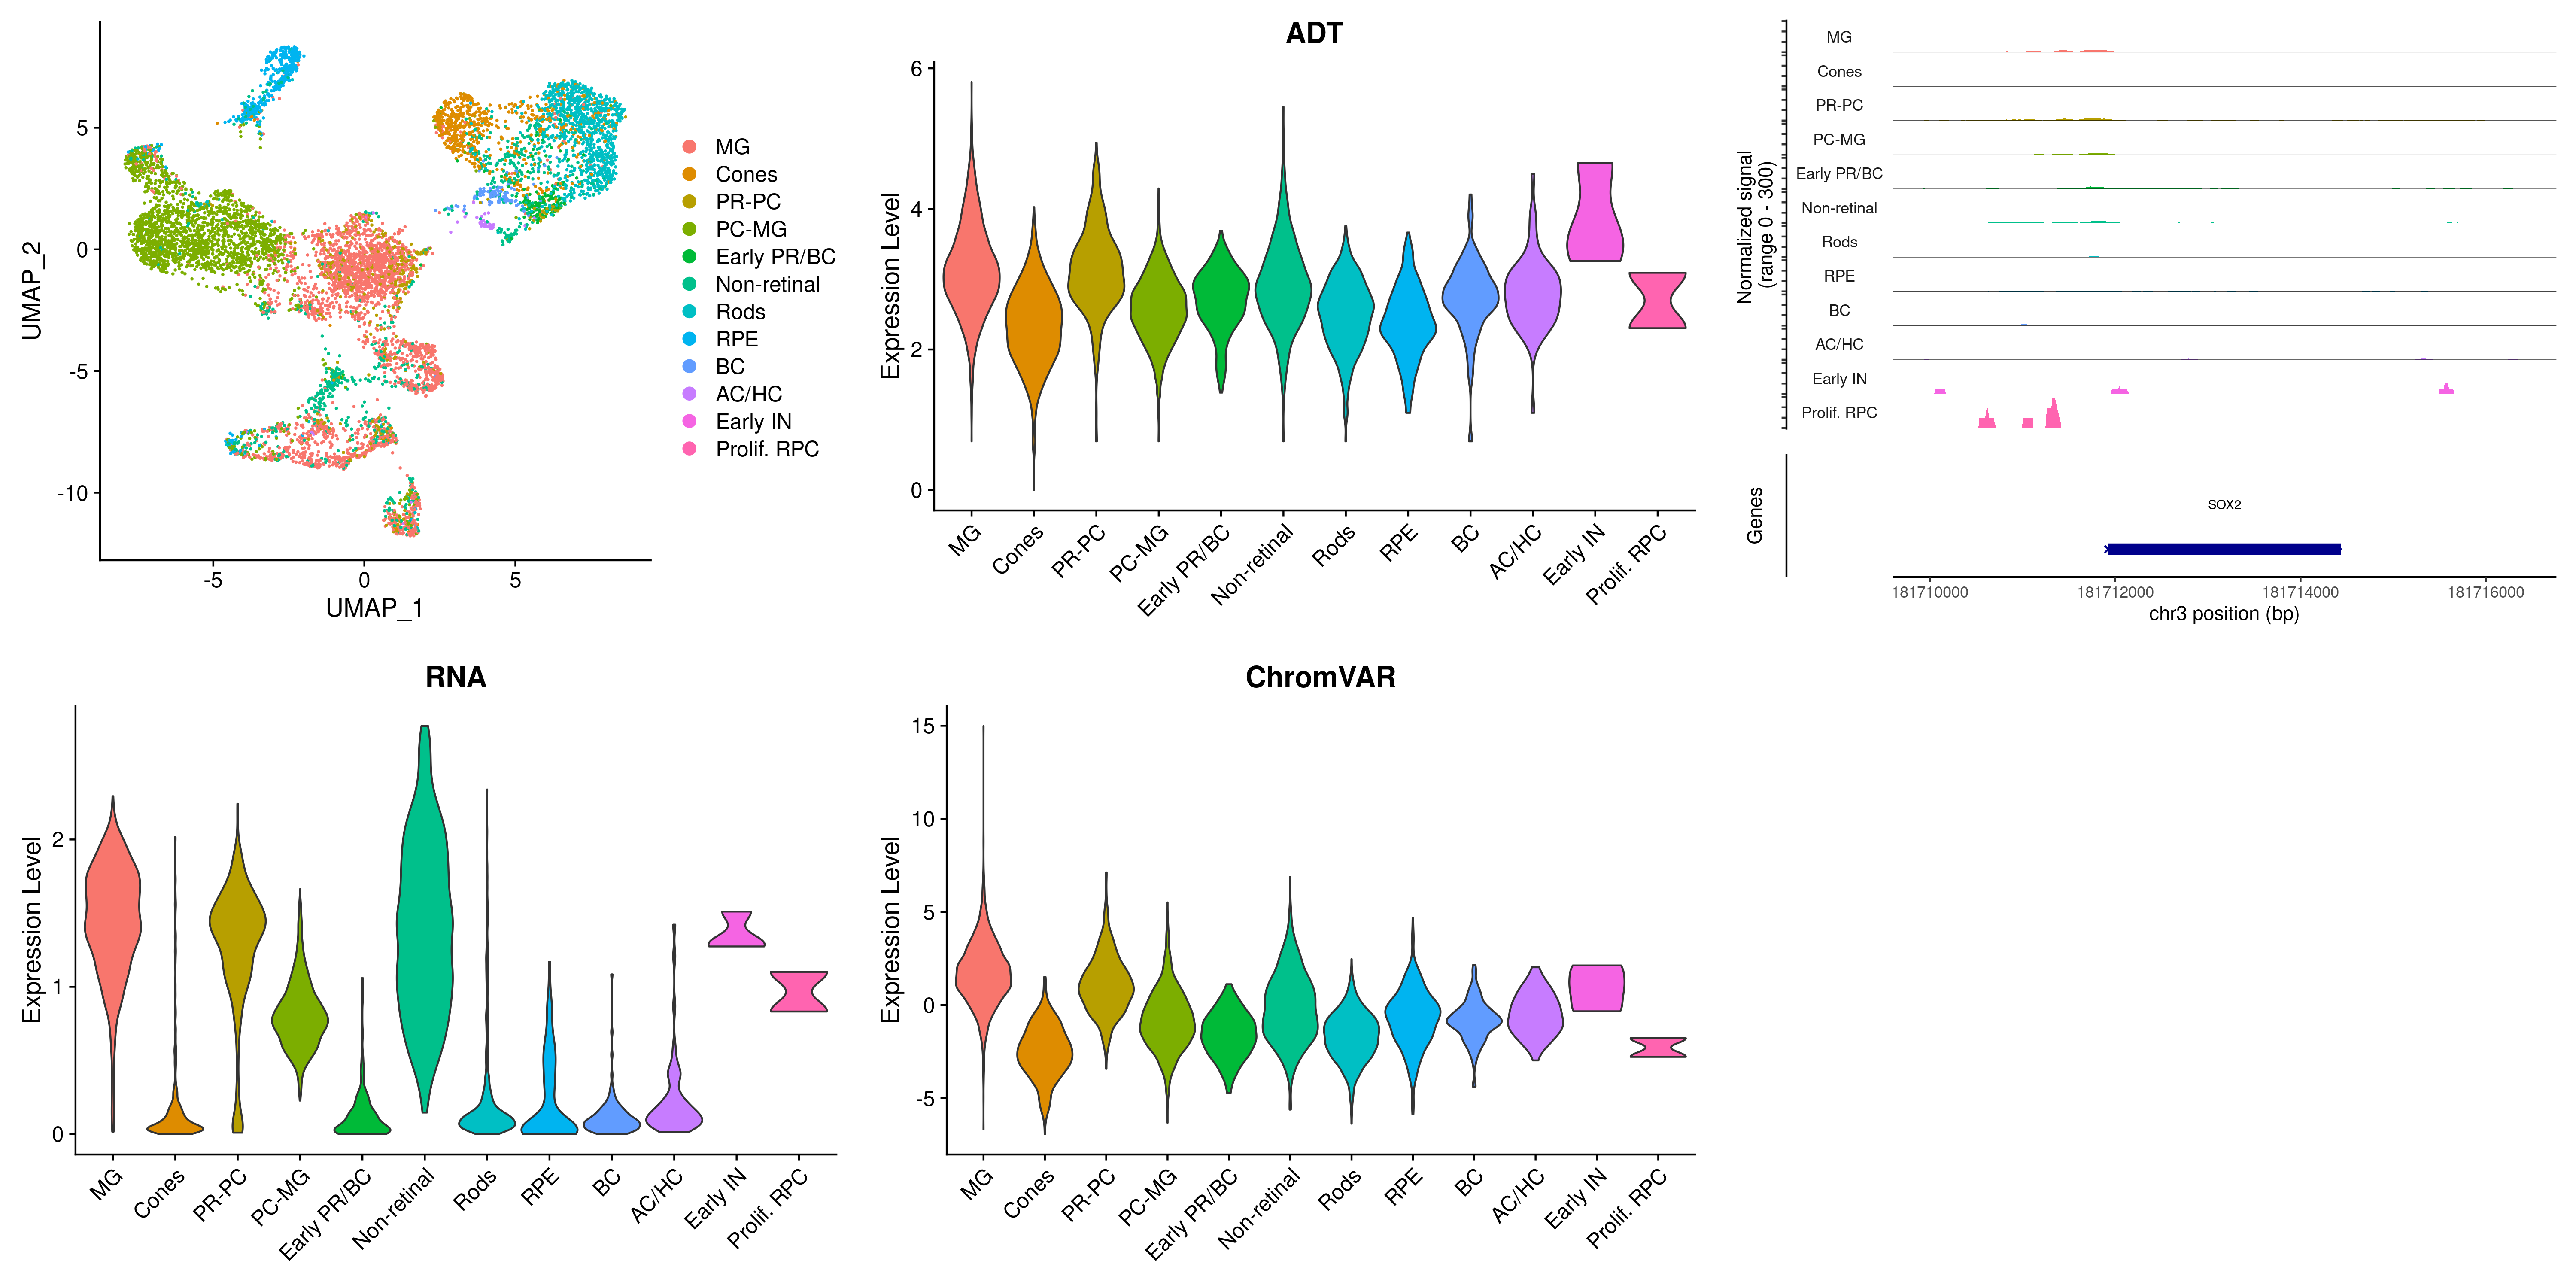 UMAP_2
5
0
-5
-10
-5
0
5
UMAP_1
MG
Cones
PR-PC
PC-MG
Early PR/BC
Non-retinal
Rods
RPE
BC
AC/HC
Early IN
Prolif. RPC
ADT
Expression Level
6
4
2
0
MG
Cones
PR-PC
PC-MG
Early PR/BC
Non-retinal
Rods
RPE
BC
AC/HC
Early IN
Prolif. RPC
Normalized signal
(range 0 - 300)
MG
Cones
PR-PC
PC-MG
Early PR/BC
Non-retinal
Rods
RPE
BC
AC/HC
Early IN
Prolif. RPC
Genes
SOX2
181710000
181712000
181714000
181716000
chr3 position (bp)
RNA
Expression Level
2
1
0
MG
Cones
PR-PC
PC-MG
Early PR/BC
Non-retinal
Rods
RPE
BC
AC/HC
Early IN
Prolif. RPC
ChromVAR
Expression Level
15
10
5
0
-5
MG
Cones
PR-PC
PC-MG
Early PR/BC
Non-retinal
Rods
RPE
BC
AC/HC
Early IN
Prolif. RPC